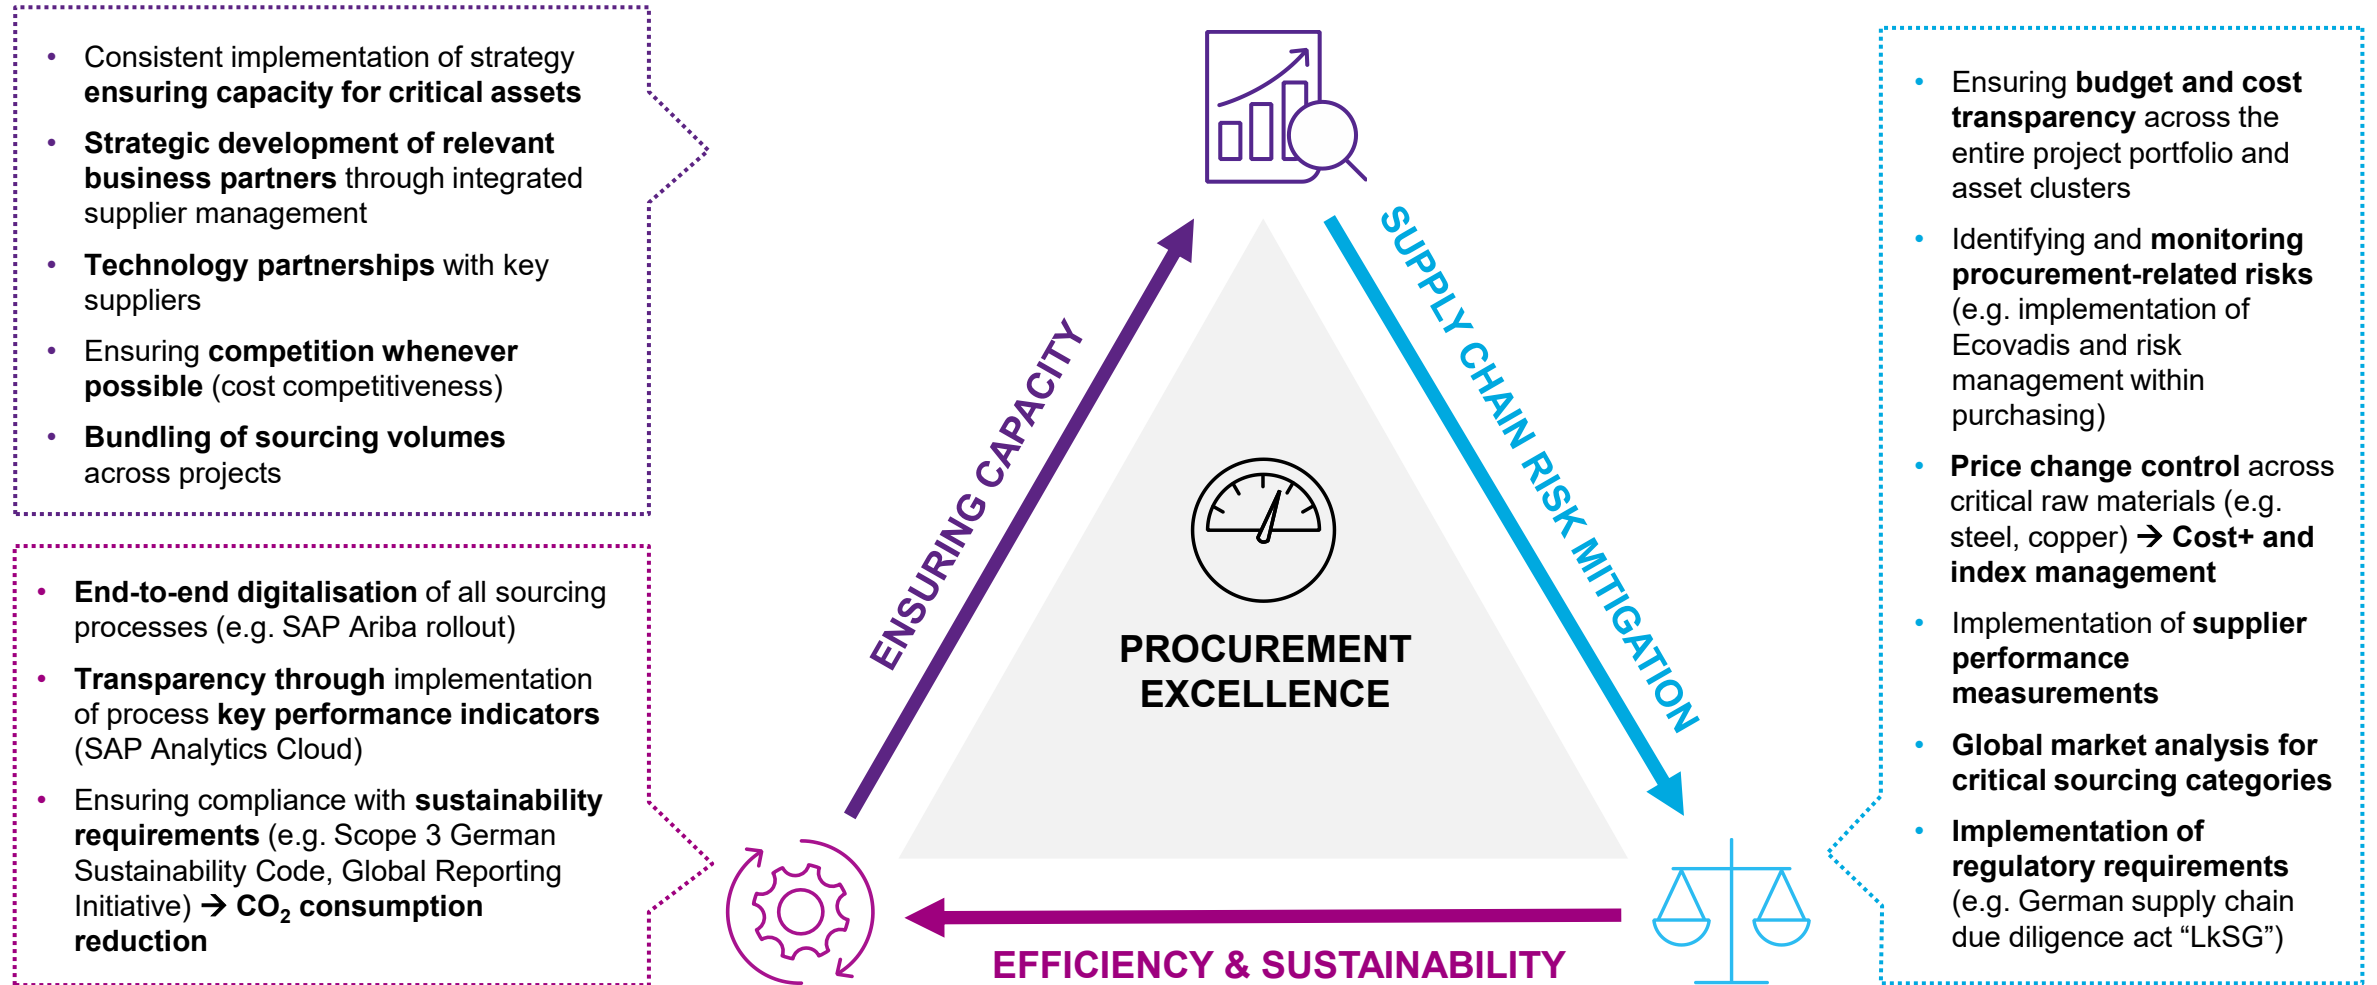 • Consistent implementation of strategy
ensuring capacity for critical assets
• Strategic development of relevant
business partners through integrated
supplier management
• Technology partnerships with key
suppliers
• Ensuring competition whenever
possible (cost competitiveness)
• Bundling of sourcing volumes
across projects
• End-to-end digitalisation of all sourcing
processes (e.g. SAP Ariba rollout)
• Transparency through implementation
of process key performance indicators
(SAP Analytics Cloud)
• Ensuring compliance with sustainability
requirements (e.g. Scope 3 German
Sustainability Code, Global Reporting
Initiative) → CO₂ consumption
reduction
ENSURING CAPACITY
SUPPLY CHAIN RISK MITIGATION
PROCUREMENT
EXCELLENCE
EFFICIENCY & SUSTAINABILITY
• Ensuring budget and cost
transparency across the
entire project portfolio and
asset clusters
• Identifying and monitoring
procurement-related risks
(e.g. implementation of
Ecovadis and risk
management within
purchasing)
• Price change control across
critical raw materials (e.g.
steel, copper) → Cost+ and
index management
• Implementation of supplier
performance
measurements
• Global market analysis for
critical sourcing categories
• Implementation of
regulatory requirements
(e.g. German supply chain
due diligence act “LkSG”)